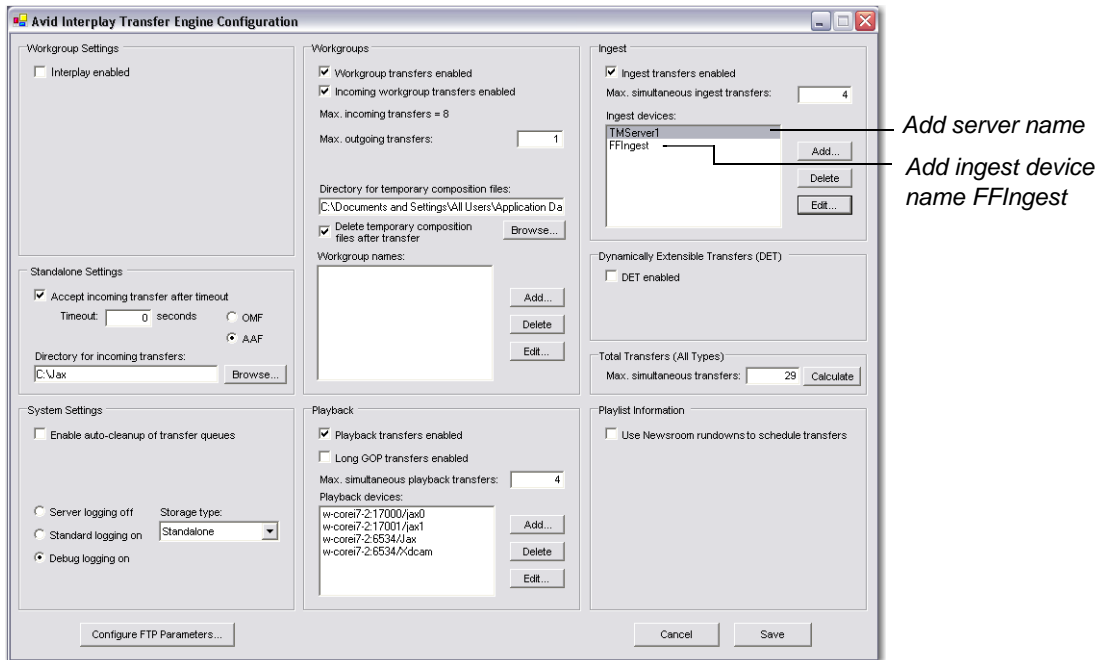 Avid Interplay Transfer Engine Configuration
Workgroup Settings
Interplay enabled
Standalone Settings
Accept incoming transfer after timeout
Timeout: 0 seconds
OMF
AAF
Directory for incoming transfers:
C:\Jax
Browse...
System Settings
Enable auto-cleanup of transfer queues
Server logging off
Standard logging on
Debug logging on
Storage type:
Standalone
Configure FTP Parameters...
Workgroups
Workgroup transfers enabled
Incoming workgroup transfers enabled
Max. incoming transfers = 8
Max. outgoing transfers: 1
Directory for temporary composition files:
C:\Documents and Settings\All Users\Application Da
Delete temporary composition
files after transfer
Browse...
Workgroup names:
Add...
Delete
Edit...
Playback
Playback transfers enabled
Long GOP transfers enabled
Max. simultaneous playback transfers: 4
Playback devices:
w-corei7-2:17000/jax0
w-corei7-2:17001/jax1
w-corei7-2:6534/Jax
w-corei7-2:6534/Xdcam
Add...
Delete
Edit...
Ingest
Ingest transfers enabled
Max. simultaneous ingest transfers: 4
Ingest devices:
TMServer1
FFIngest
Add...
Delete
Edit...
Dynamically Extensible Transfers (DET)
DET enabled
Total Transfers (All Types)
Max. simultaneous transfers: 29
Calculate
Playlist Information
Use Newsroom rundowns to schedule transfers
Cancel
Save
Add server name
Add ingest device
name FFIngest